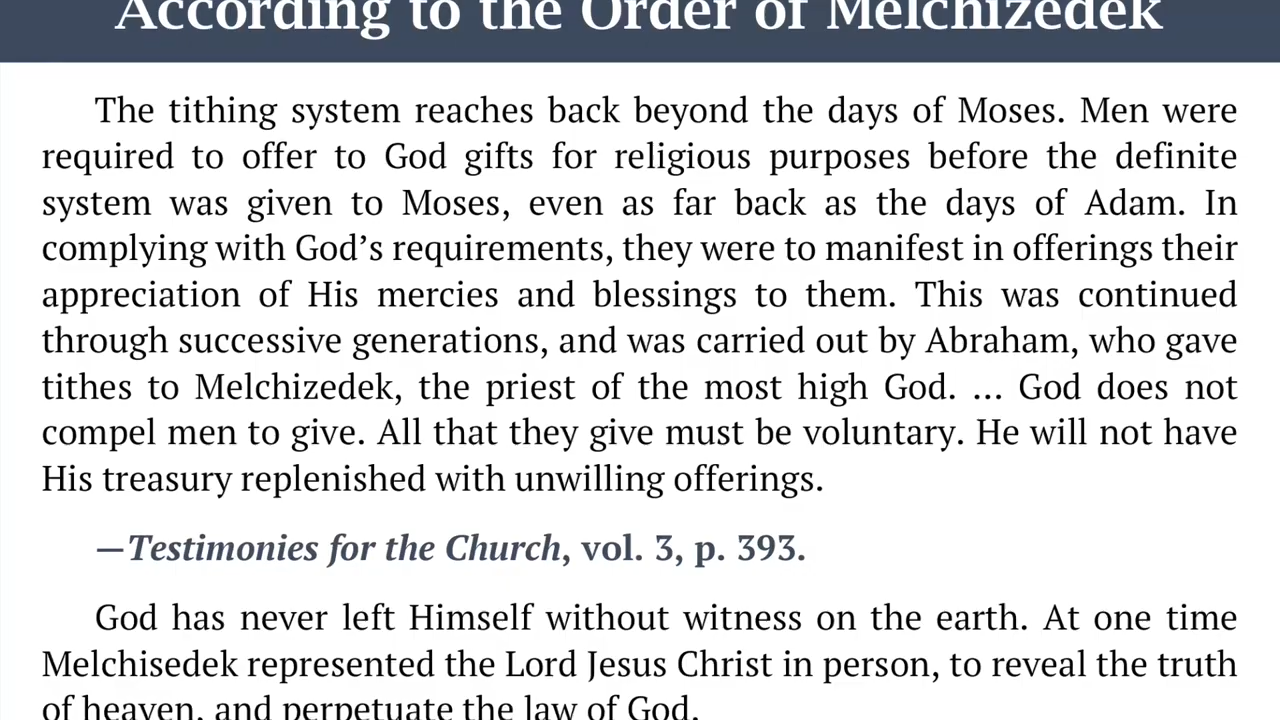 According to the Order of Melchizedek
The tithing system reaches back beyond the days of Moses. Men were
required to offer to God gifts for religious purposes before the definite
system was given to Moses, even as far back as the days of Adam. In
complying with God’s requirements, they were to manifest in offerings their
appreciation of His mercies and blessings to them. This was continued
through successive generations, and was carried out by Abraham, who gave
tithes to Melchizedek, the priest of the most high God. … God does not
compel men to give. All that they give must be voluntary. He will not have
His treasury replenished with unwilling offerings.
—Testimonies for the Church, vol. 3, p. 393.
God has never left Himself without witness on the earth. At one time
Melchisedek represented the Lord Jesus Christ in person, to reveal the truth
of heaven, and perpetuate the law of God.